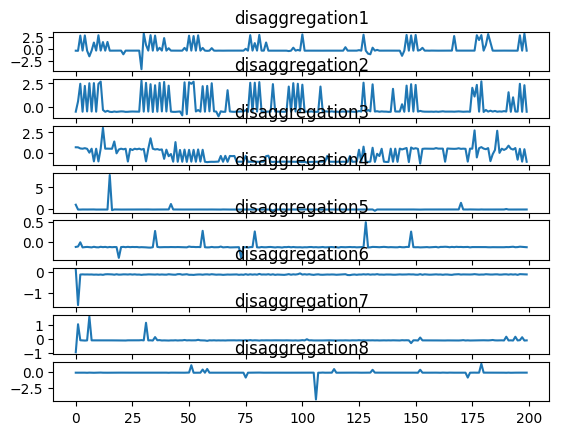 disaggregation1
2.5
0.0
−2.5
disaggregation2
2.5
0.0
disaggregation3
2.5
0.0
disaggregation4
5
0
disaggregation5
0.5
0.0
disaggregation6
0
−1
disaggregation7
1
0
−1
disaggregation8
0.0
−2.5
0 25 50 75 100 125 150 175 200